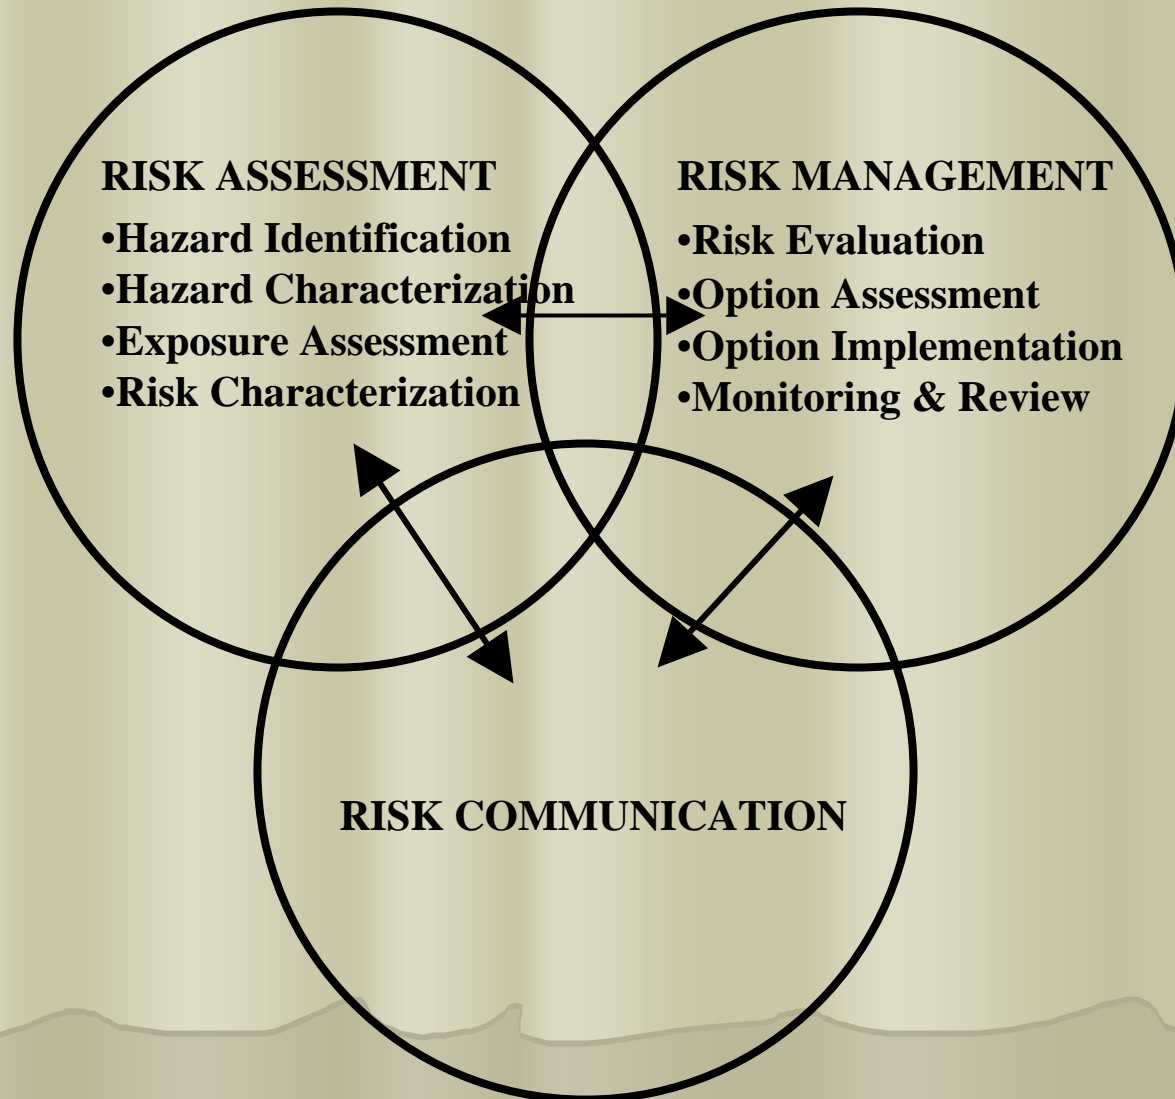 RISK ASSESSMENT
•Hazard Identification
•Hazard Characterization
•Exposure Assessment
•Risk Characterization
RISK MANAGEMENT
•Risk Evaluation
•Option Assessment
•Option Implementation
•Monitoring & Review
RISK COMMUNICATION